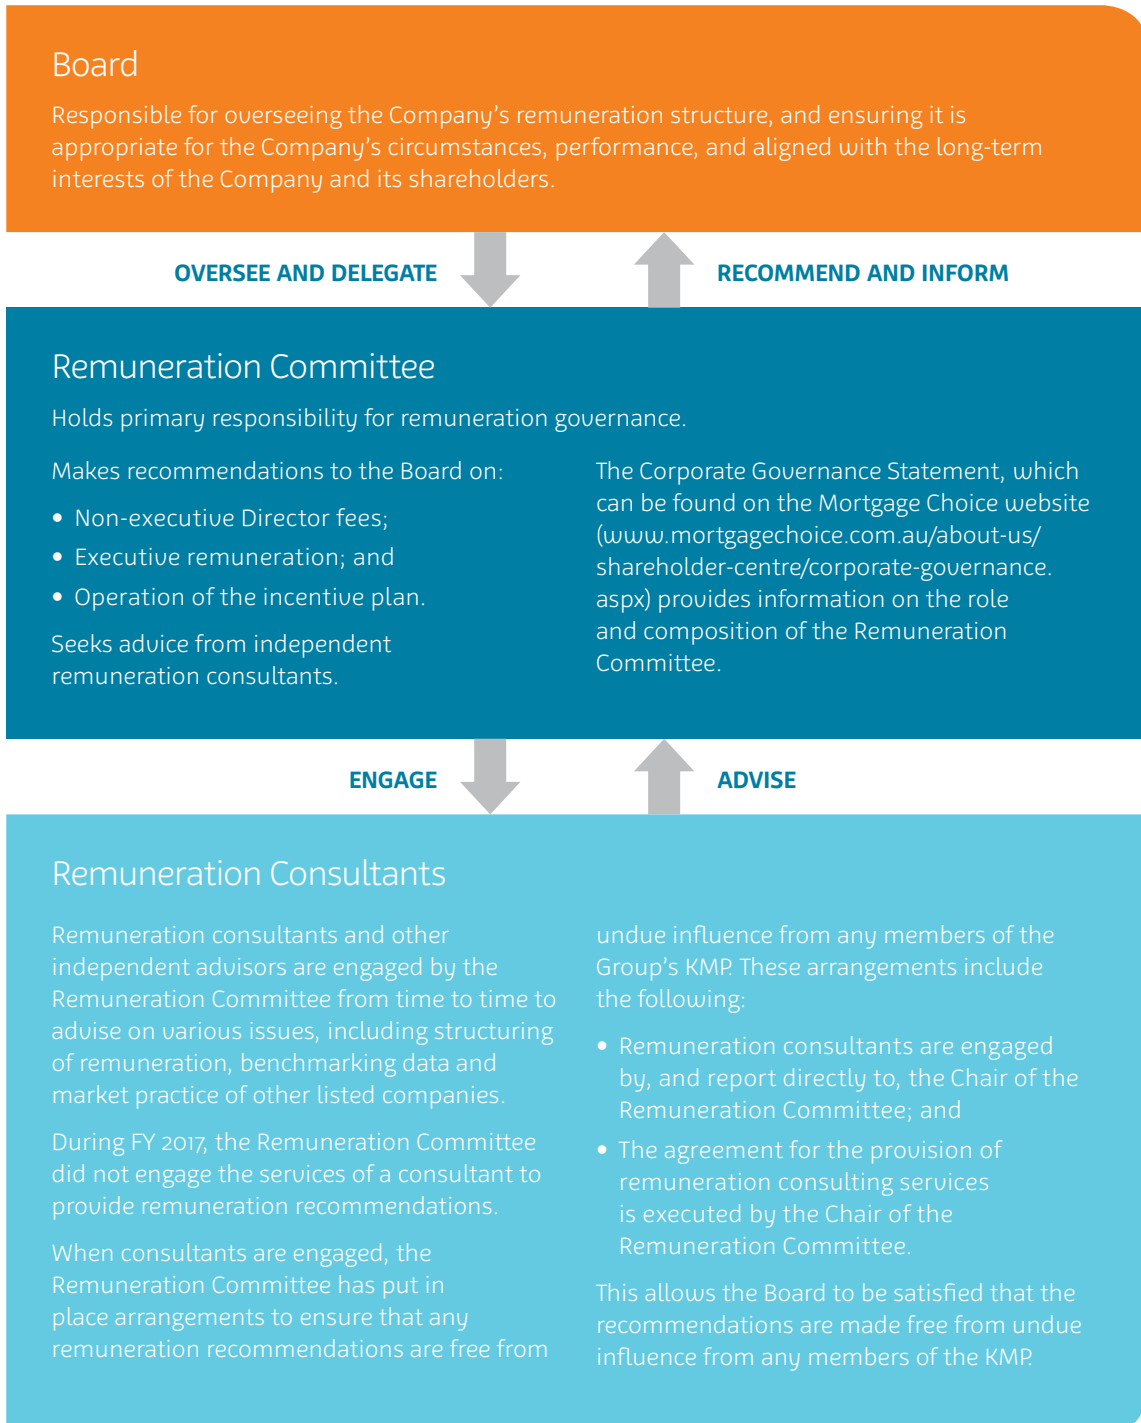 Board
Responsible for overseeing the Company's remuneration structure, and ensuring it is
appropriate for the Company's circumstances, performance, and aligned with the long-term
interests of the Company and its shareholders.
OVERSEE AND DELEGATE
RECOMMEND AND INFORM
Remuneration Committee
Holds primary responsibility for remuneration governance.
Makes recommendations to the Board on:
• Non-executive Director fees;
• Executive remuneration; and
• Operation of the incentive plan.
Seeks advice from independent
remuneration consultants.
The Corporate Governance Statement, which
can be found on the Mortgage Choice website
(www.mortgagechoice.com.au/about-us/
shareholder-centre/corporate-governance.
aspx) provides information on the role
and composition of the Remuneration
Committee.
ENGAGE
ADVISE
Remuneration Consultants
Remuneration consultants and other
independent advisors are engaged by the
Remuneration Committee from time to time to
advise on various issues, including structuring
of remuneration, benchmarking data and
market practice of other listed companies.
During FY 2017, the Remuneration Committee
did not engage the services of a consultant to
provide remuneration recommendations.
When consultants are engaged, the
Remuneration Committee has put in
place arrangements to ensure that any
remuneration recommendations are free from
undue influence from any members of the
Group's KMP. These arrangements include
the following:
• Remuneration consultants are engaged
by, and report directly to, the Chair of the
Remuneration Committee; and
• The agreement for the provision of
remuneration consulting services
is executed by the Chair of the
Remuneration Committee.
This allows the Board to be satisfied that the
recommendations are made free from undue
influence from any members of the KMP.